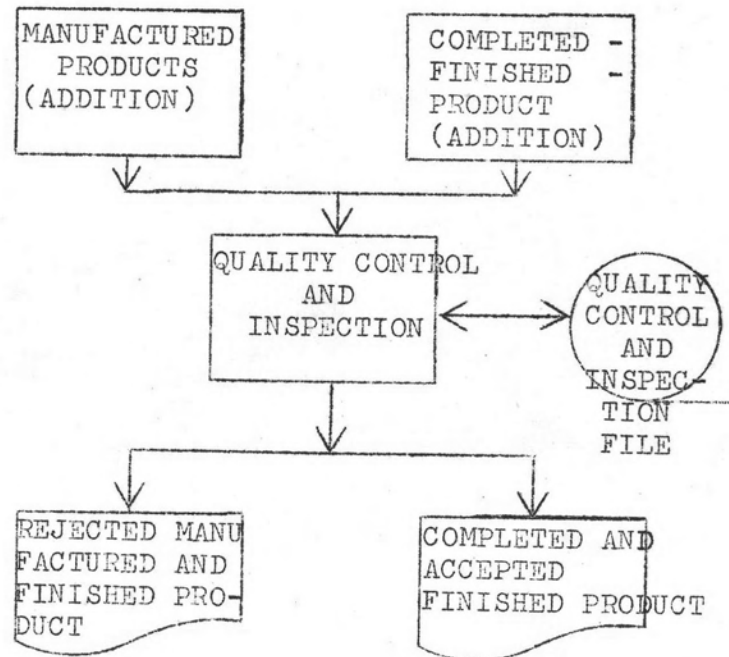 MANUFACTURED
PRODUCTS
(ADDITION)
COMPLETED -
FINISHED -
PRODUCT
(ADDITION)
QUALITY CONTROL
AND
INSPECTION
QUALITY
CONTROL
AND
INSPEC-
TION
FILE
REJECTED MANU
FACTURED AND
FINISHED PRO-
DUCT
COMPLETED AND
ACCEPTED
FINISHED PRODUCT